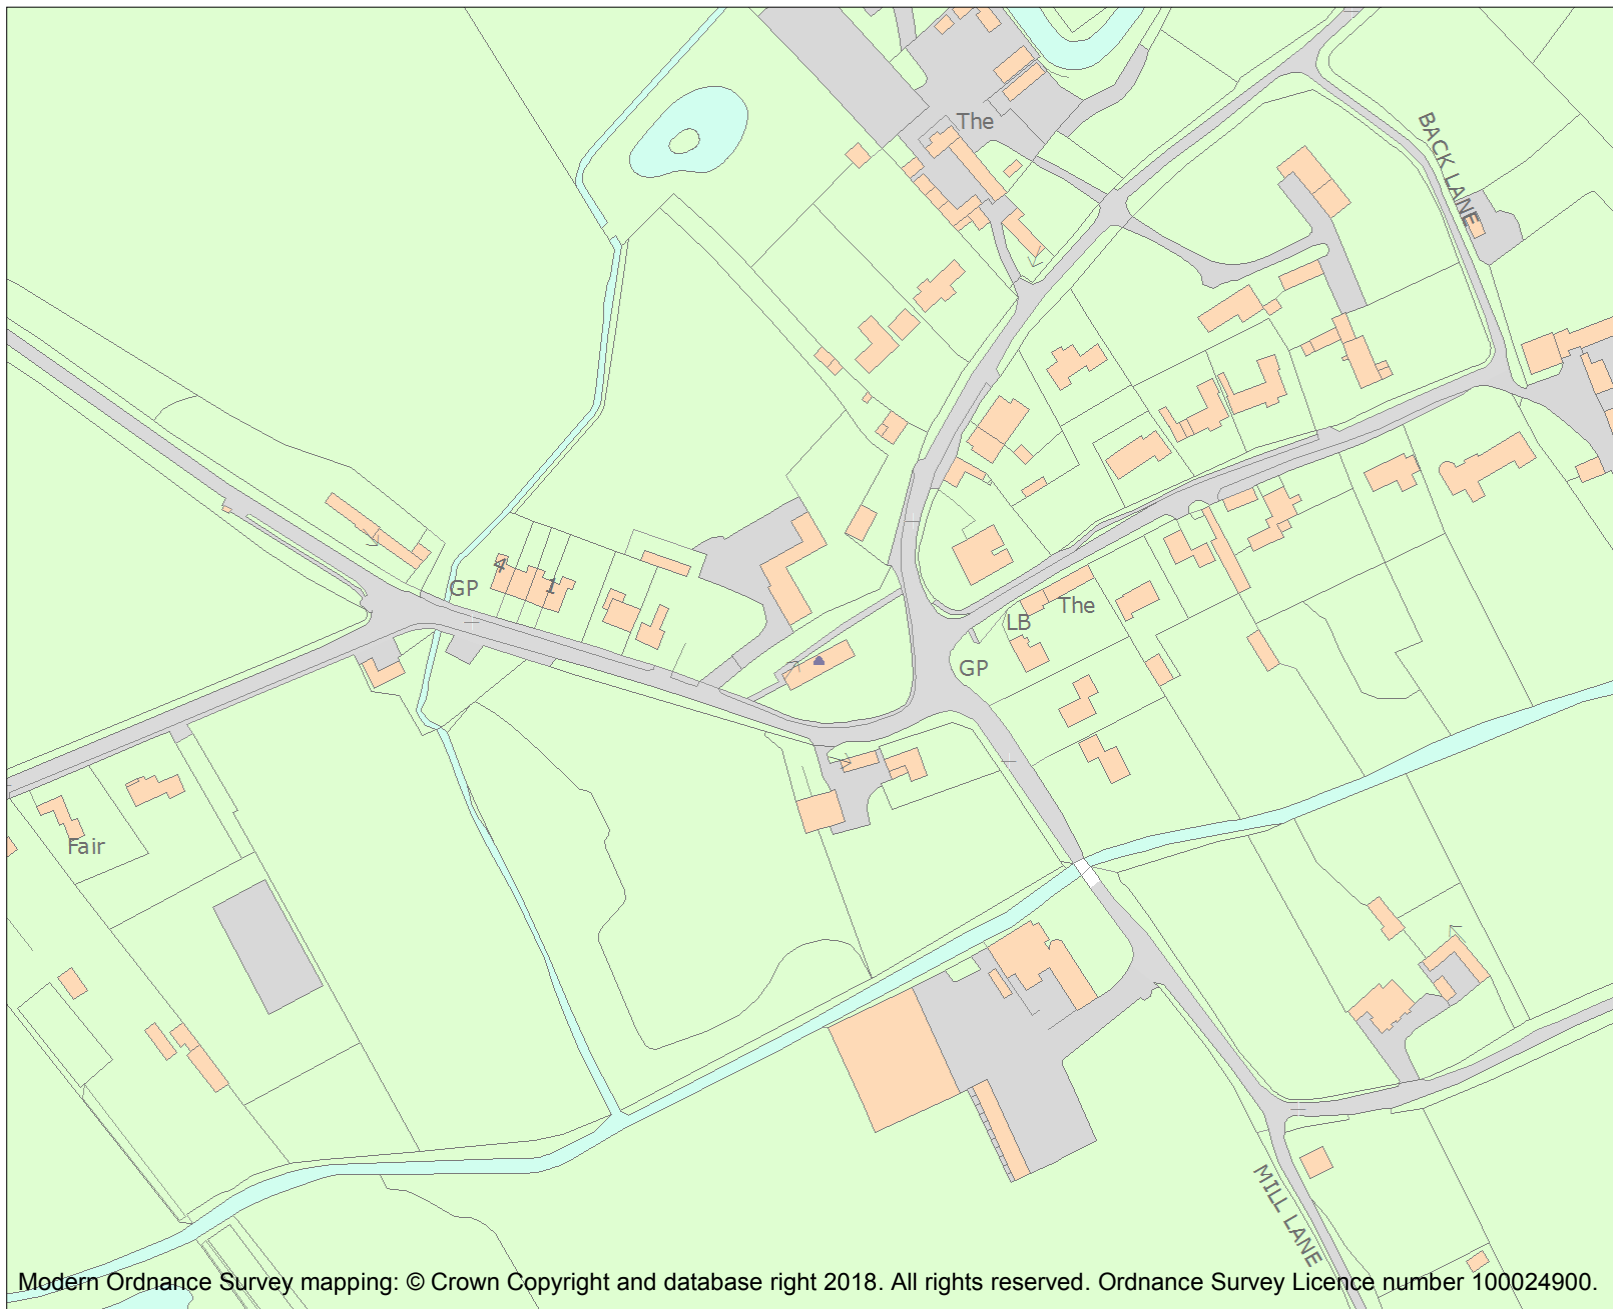 The
BACK LANE
4
1
GP
The
LB
GP
Fair
MILL LANE
Modern Ordnance Survey mapping: © Crown Copyright and database right 2018. All rights reserved. Ordnance Survey Licence number 100024900.